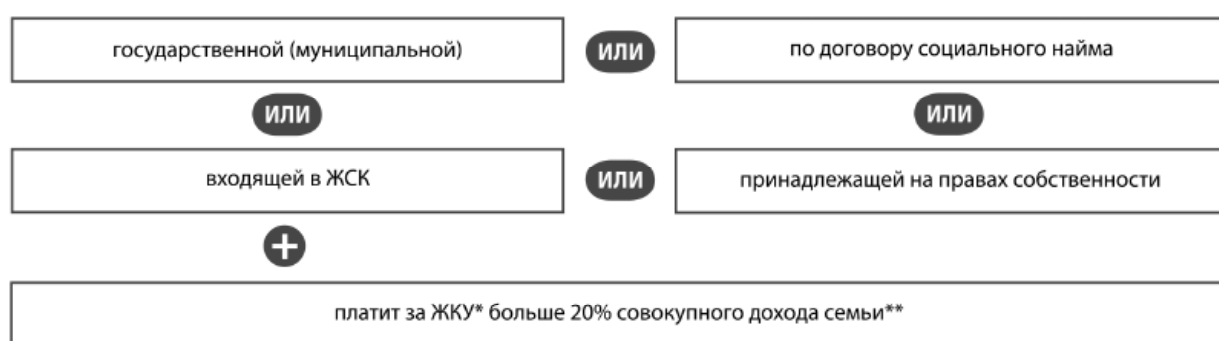 государственной (муниципальной) ИЛИ по договору социального найма
ИЛИ ИЛИ
входящей в ЖСК ИЛИ принадлежащей на правах собственности
+
платит за ЖКУ* больше 20% совокупного дохода семьи**